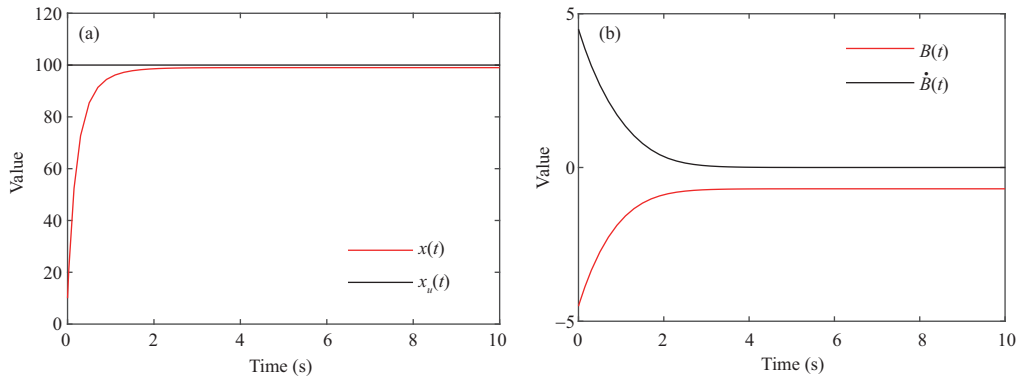 (a)
120
100
80
60
40
20
0
Value
x(t)
x_u(t)
0 2 4 6 8 10
Time (s)
(b)
5
0
−5
Value
B(t)
Ḃ(t)
0 2 4 6 8 10
Time (s)